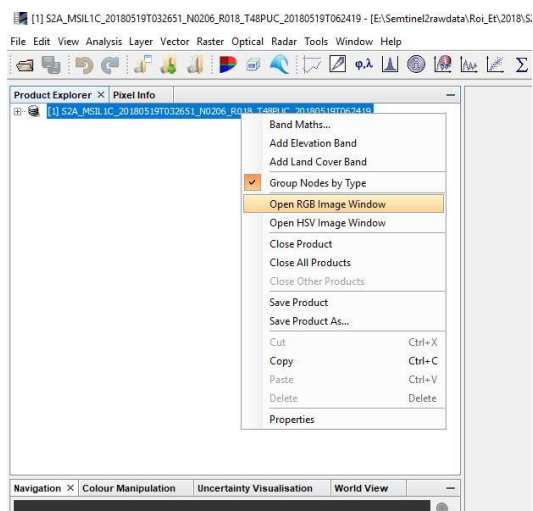 [1] S2A_MSIL1C_20180519T032651_N0206_R018_T48PUC_20180519T062419 - [E:\Semtinel2rawdata\Roi_Et\2018\S2
File Edit View Analysis Layer Vector Raster Optical Radar Tools Window Help
φ,λ Σ
Product Explorer × Pixel Info
[1] S2A_MSIL1C_20180519T032651_N0206_R018_T48PUC_20180519T062419
Band Maths...
Add Elevation Band
Add Land Cover Band
Group Nodes by Type
Open RGB Image Window
Open HSV Image Window
Close Product
Close All Products
Close Other Products
Save Product
Save Product As...
Cut Ctrl+X
Copy Ctrl+C
Paste Ctrl+V
Delete Delete
Properties
Navigation × Colour Manipulation Uncertainty Visualisation World View